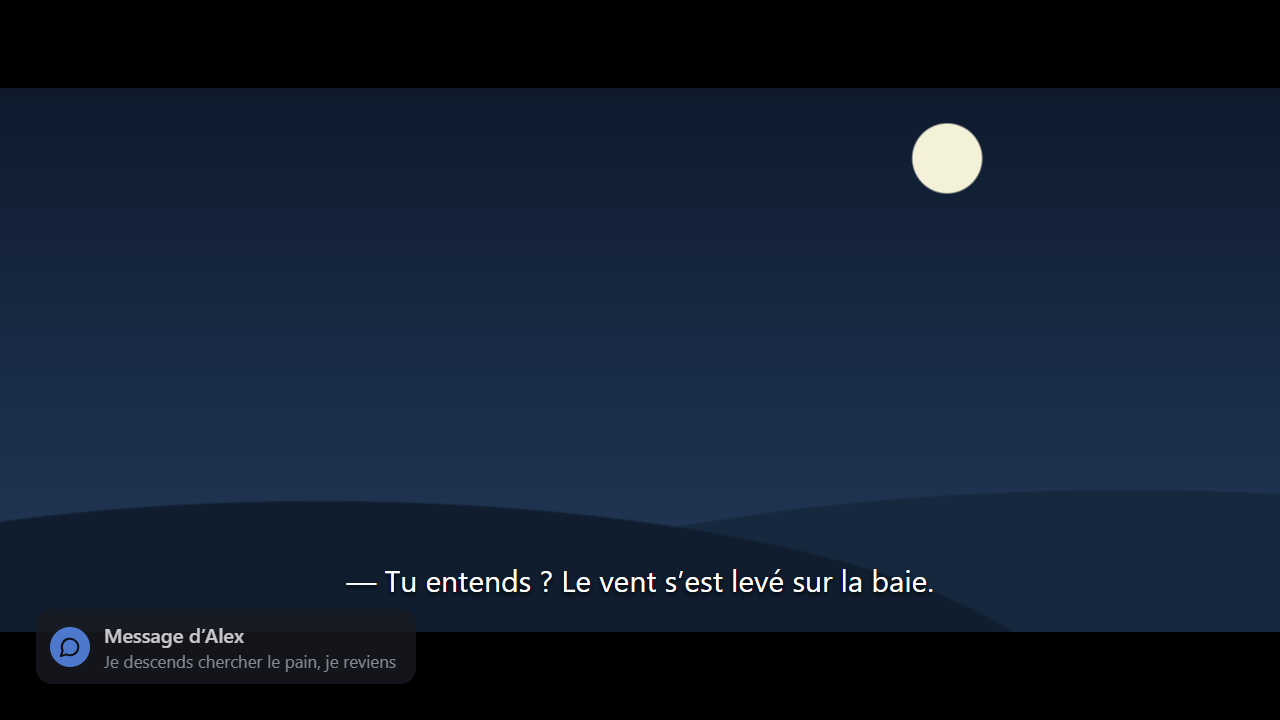 — Tu entends ? Le vent s’est levé sur la baie.
Message d’Alex
Je descends chercher le pain, je reviens